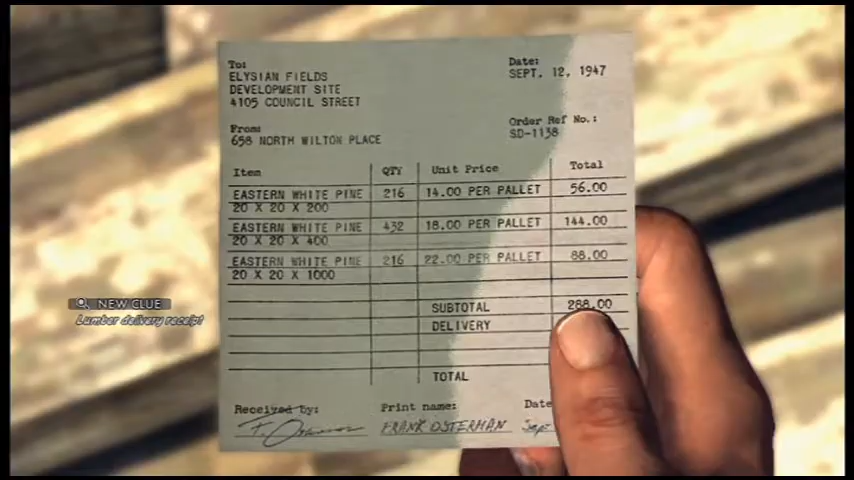 To:
ELYSIAN FIELDS
DEVELOPMENT SITE
4105 COUNCIL STREET
Date:
SEPT. 12, 1947
From:
658 NORTH WILTON PLACE
Order Ref No.:
SD-1138
Item QTY Unit Price Total
EASTERN WHITE PINE 216 14.00 PER PALLET 56.00
20 X 20 X 200
EASTERN WHITE PINE 432 18.00 PER PALLET 144.00
20 X 20 X 400
EASTERN WHITE PINE 216 22.00 PER PALLET 88.00
20 X 20 X 1000
SUBTOTAL 288.00
DELIVERY
TOTAL
Received by: Print name: Date
F. Osterman FRANK OSTERMAN Sep
NEW CLUE
Lumber delivery receipt